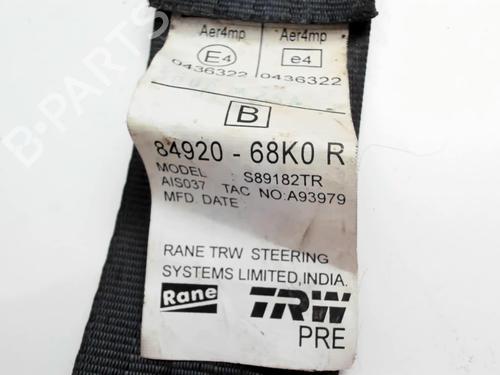 Aer4mp Aer4mp
E4 e4
0436322 0436322
B
84920 - 68K0 R
MODEL : S89182TR
AIS037 TAC NO:A93979
MFD. DATE
RANE TRW STEERING
SYSTEMS LIMITED,INDIA.
Rane TRW
PRE
B-PARTS